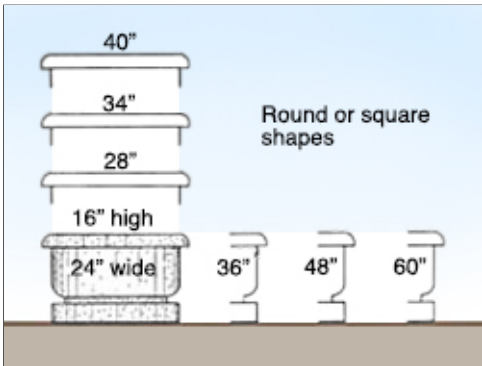 40”
34”
Round or square
shapes
28”
16” high
24” wide
36”
48”
60”